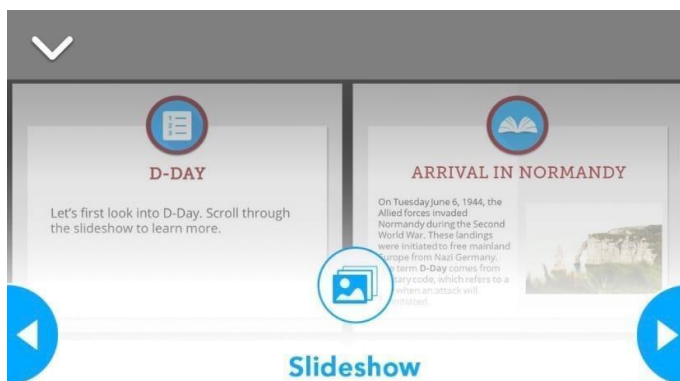 D-DAY
Let's first look into D-Day. Scroll through
the slideshow to learn more.
ARRIVAL IN NORMANDY
On Tuesday June 6, 1944, the
Allied forces invaded
Normandy during the Second
World War. These landings
were initiated to free mainland
Europe from Nazi Germany.
term D-Day comes from
code, which refers to a
when an attack will
initiated.
Slideshow